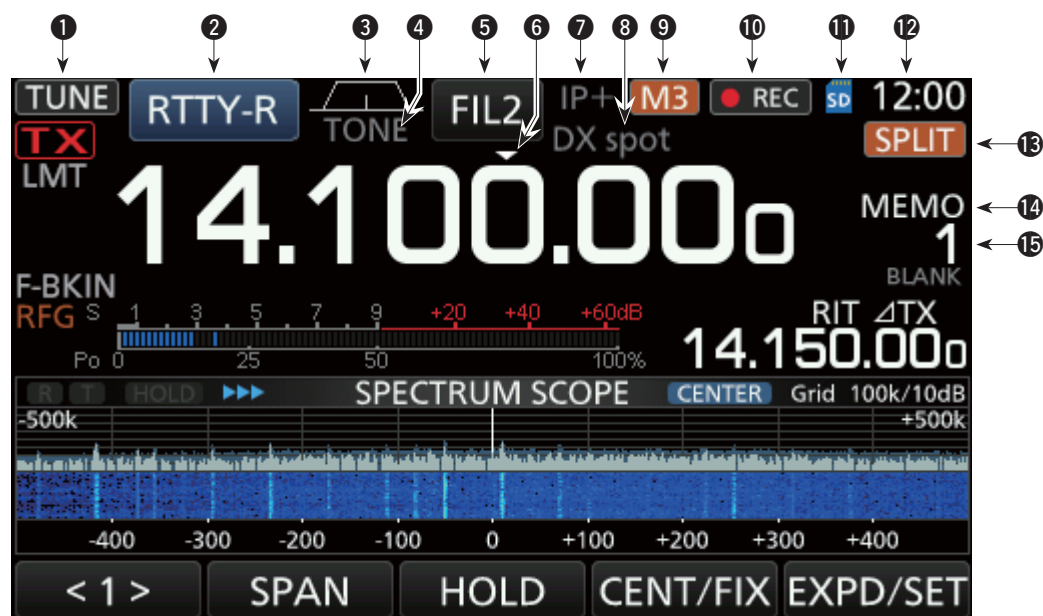 1 2 3 4 5 6 7 8 9 10 11 12
TUNE RTTY-R FIL2 IP+ M3 REC SD 12:00
TX TONE DX spot SPLIT 13
LMT
14.100.000
MEMO 14
1 15
BLANK
F-BKIN
RFG S 1 3 5 7 9 +20 +40 +60dB
RIT ⊿TX
Po 0 25 50 100% 14.150.000
R T HOLD SPECTRUM SCOPE CENTER Grid 100k/10dB
-500k +500k
-400 -300 -200 -100 0 +100 +200 +300 +400
< 1 > SPAN HOLD CENT/FIX EXPD/SET